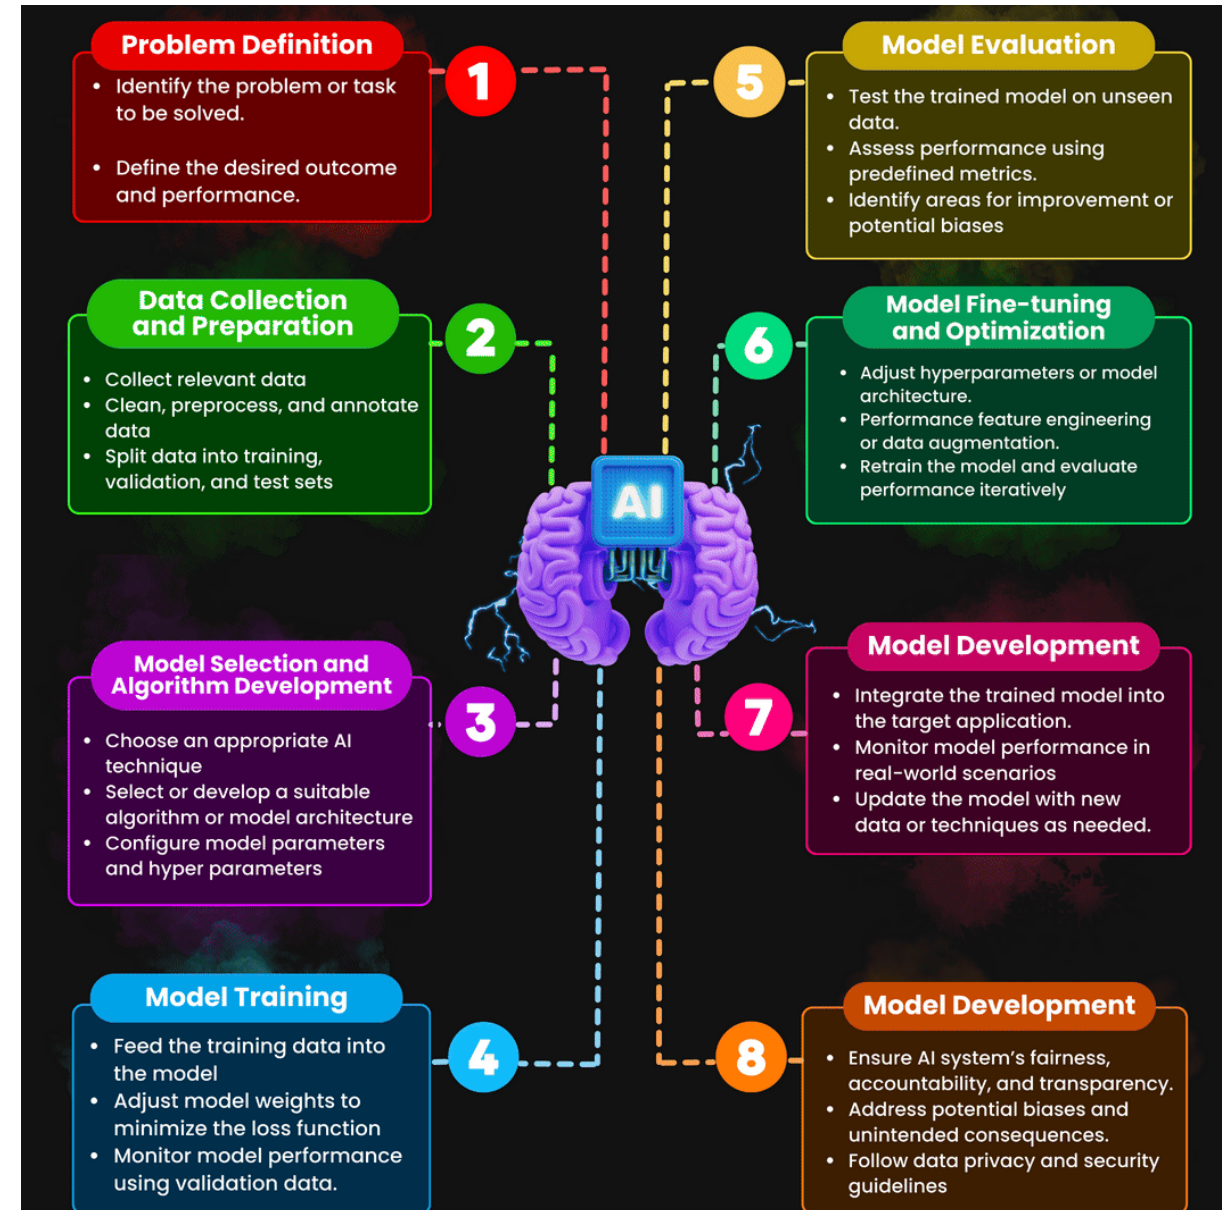 Problem Definition
1
• Identify the problem or task
to be solved.
• Define the desired outcome
and performance.
Data Collection
and Preparation
2
• Collect relevant data
• Clean, preprocess, and annotate
data
• Split data into training,
validation, and test sets
Model Selection and
Algorithm Development
3
• Choose an appropriate AI
technique
• Select or develop a suitable
algorithm or model architecture
• Configure model parameters
and hyper parameters
Model Training
4
• Feed the training data into
the model
• Adjust model weights to
minimize the loss function
• Monitor model performance
using validation data.
AI
5
Model Evaluation
• Test the trained model on unseen
data.
• Assess performance using
predefined metrics.
• Identify areas for improvement or
potential biases
6
Model Fine-tuning
and Optimization
• Adjust hyperparameters or model
architecture.
• Performance feature engineering
or data augmentation.
• Retrain the model and evaluate
performance iteratively
7
Model Development
• Integrate the trained model into
the target application.
• Monitor model performance in
real-world scenarios
• Update the model with new
data or techniques as needed.
8
Model Development
• Ensure AI system’s fairness,
accountability, and transparency.
• Address potential biases and
unintended consequences.
• Follow data privacy and security
guidelines